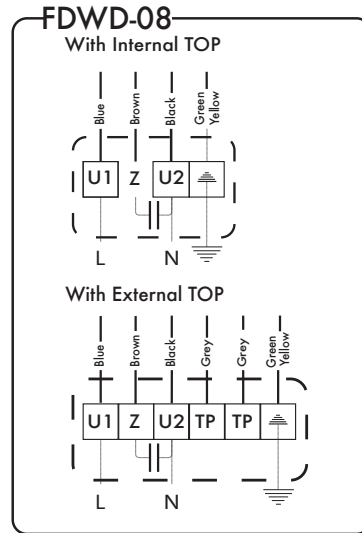 FDWD-08
With Internal TOP
Blue Brown Black Green Yellow
U1 Z U2
L N
With External TOP
Blue Brown Black Grey Grey Green Yellow
U1 Z U2 TP TP
L N